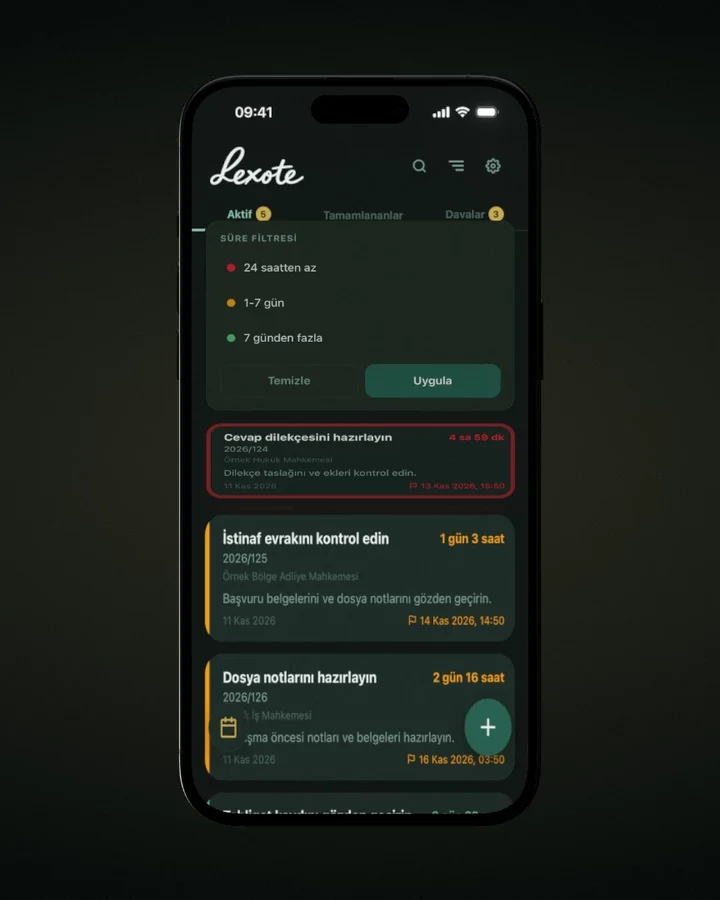 09:41
Lexote
Aktif 5 Tamamlananlar Davalar 3
SÜRE FİLTRESİ
24 saatten az
1-7 gün
7 günden fazla
Temizle Uygula
Cevap dilekçesini hazırlayın 4 sa 59 dk
2026/124
Örnek Hukuk Mahkemesi
Dilekçe taslağını ve ekleri kontrol edin.
11 Kas 2026 13 Kas 2026, 15:50
İstinaf evrakını kontrol edin 1 gün 3 saat
2026/125
Örnek Bölge Adliye Mahkemesi
Başvuru belgelerini ve dosya notlarını gözden geçirin.
11 Kas 2026 14 Kas 2026, 14:50
Dosya notlarını hazırlayın 2 gün 16 saat
2026/126
İş Mahkemesi
öncesi notları ve belgeleri hazırlayın.
11 Kas 2026 16 Kas 2026, 03:50